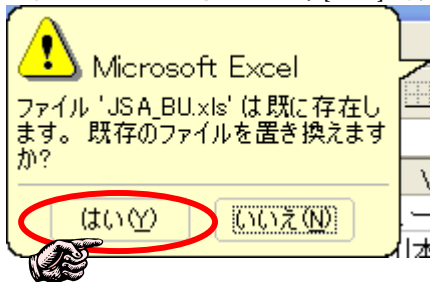 Microsoft Excel
ファイル 'JSA_BU.xls' は既に存在し
ます。既存のファイルを置き換えます
か?
はい(Y)
いいえ(N)